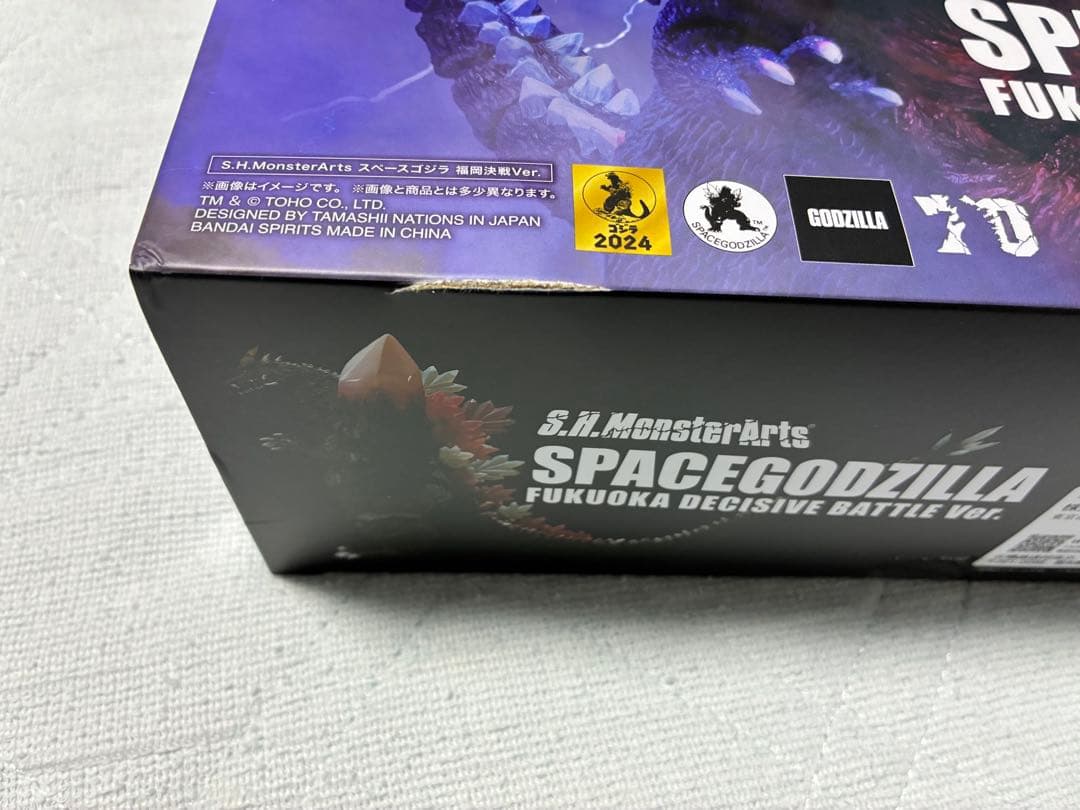 FUK
S.H.MonsterArts スペースゴジラ 福岡決戦Ver.
※画像はイメージです。 ※画像と商品とは多少異なります。
TM & © TOHO CO., LTD.
DESIGNED BY TAMASHII NATIONS IN JAPAN
BANDAI SPIRITS MADE IN CHINA
ゴジラ
2024
TM
SPACEGODZILLA™
GODZILLA
70
S.H.MonsterArts
SPACEGODZILLA
FUKUOKA DECISIVE BATTLE Ver.